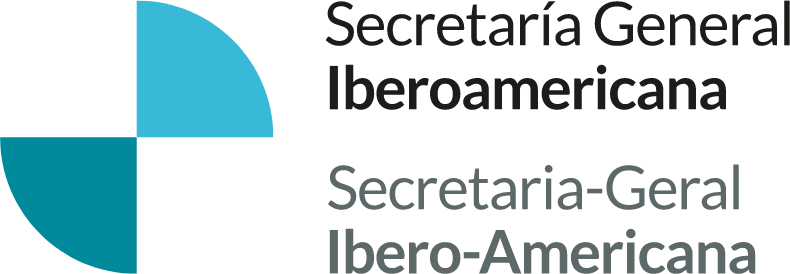 Secretaría General
Iberoamericana
Secretaria-Geral
Ibero-Americana